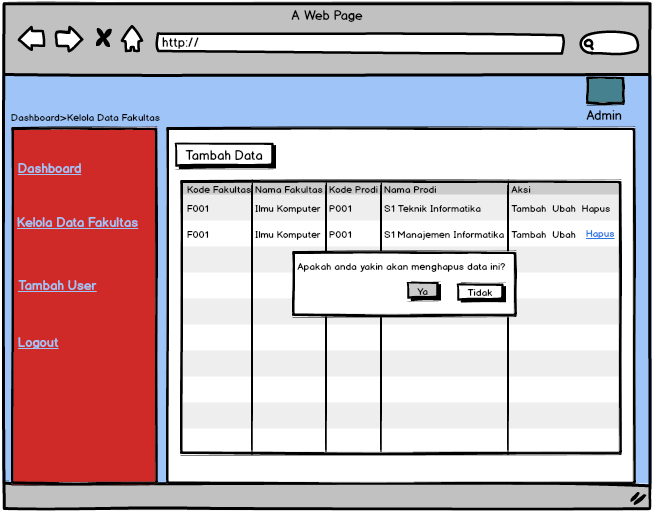 A Web Page
http://
Admin
Dashboard>Kelola Data Fakultas
Dashboard
Kelola Data Fakultas
Tambah User
Logout
Tambah Data
Kode Fakultas Nama Fakultas Kode Prodi Nama Prodi Aksi
F001 Ilmu Komputer P001 S1 Teknik Informatika Tambah Ubah Hapus
F001 Ilmu Komputer P001 S1 Manajemen Informatika Tambah Ubah Hapus
Apakah anda yakin akan menghapus data ini?
Ya Tidak